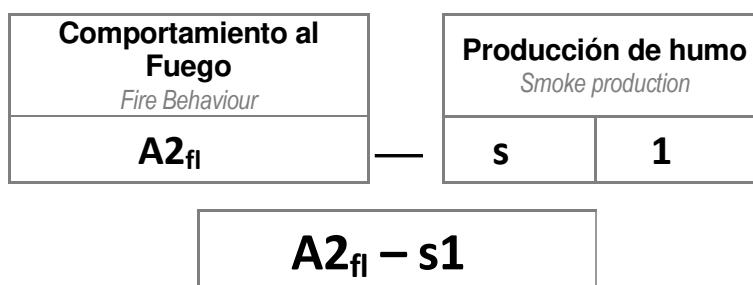 Comportamiento al
Fuego
Fire Behaviour
A2fl
—
Producción de humo
Smoke production
s
1
A2fl – s1